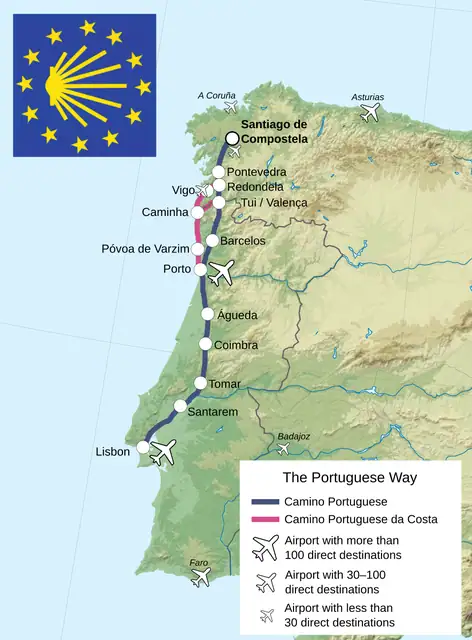 A Coruña
Asturias
Santiago de
Compostela
Pontevedra
Redondela
Vigo
Tui / Valença
Caminha
Barcelos
Póvoa de Varzim
Porto
Águeda
Coimbra
Tomar
Santarem
Lisbon
Badajoz
Faro
The Portuguese Way
Camino Portuguese
Camino Portuguese da Costa
Airport with more than
100 direct destinations
Airport with 30–100
direct destinations
Airport with less than
30 direct destinations